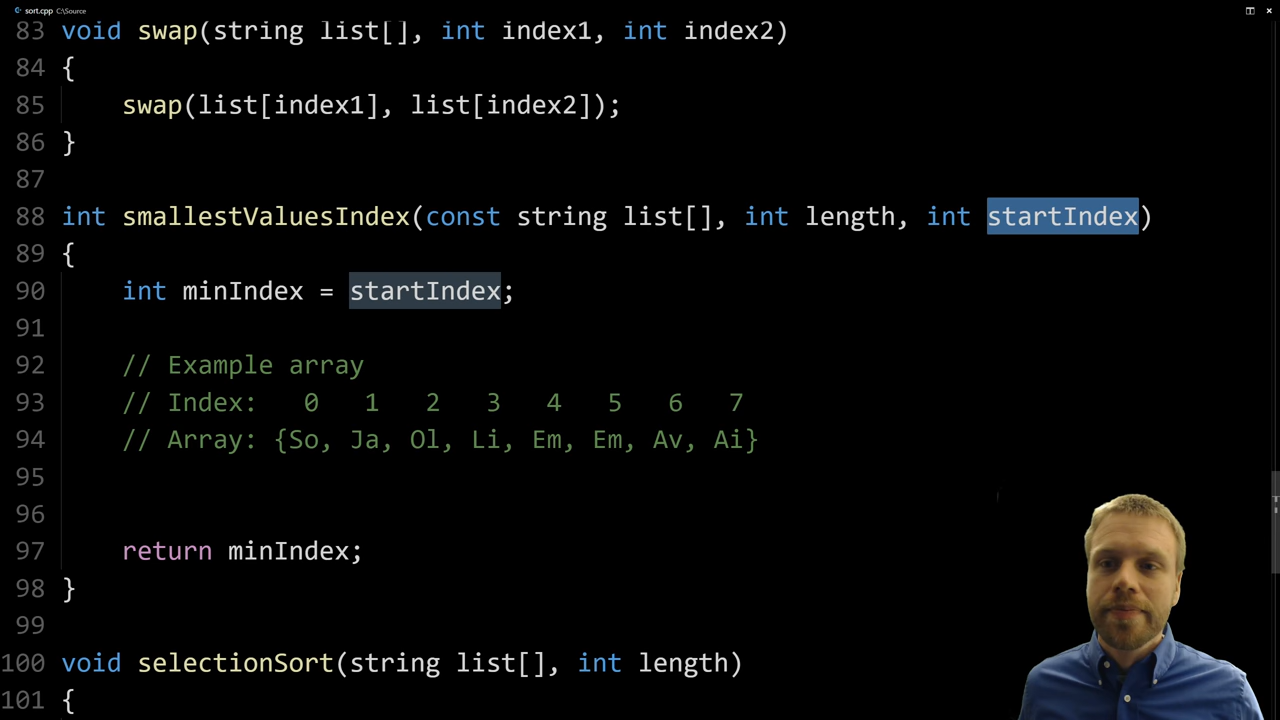 sort.cpp C:\Source
83 void swap(string list[], int index1, int index2)
84 {
85 swap(list[index1], list[index2]);
86 }
87
88 int smallestValuesIndex(const string list[], int length, int startIndex)
89 {
90 int minIndex = startIndex;
91
92 // Example array
93 // Index: 0 1 2 3 4 5 6 7
94 // Array: {So, Ja, Ol, Li, Em, Em, Av, Ai}
95
96
97 return minIndex;
98 }
99
100 void selectionSort(string list[], int length)
101 {